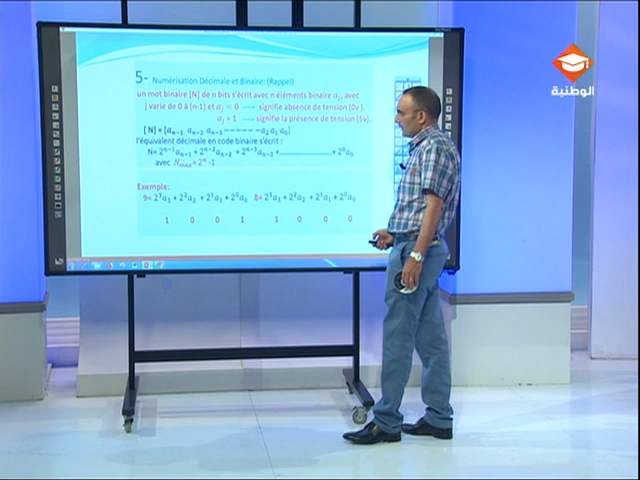 الوطنية
5- Numérisation Décimale et Binaire: (Rappel)
un mot binaire [N] de n bits s'écrit avec n éléments binaire aⱼ, avec
j varie de 0 à (n-1) et aⱼ = 0 ⟶ signifie absence de tension (0v ).
aⱼ = 1 ⟶ signifie la présence de tension (5v).
[ N] = [aₙ₋₁ aₙ₋₂ aₙ₋₃ − − − − − − a₂ a₁ a₀]
l'équivalent décimale en code binaire s'écrit :
N= 2ⁿ⁻¹aₙ₋₁ + 2ⁿ⁻²aₙ₋₂ + 2ⁿ⁻³aₙ₋₃ +..............................+ 2⁰a₀
avec Nₘₐₓ= 2ⁿ -1
Exemple:
9= 2³a₃ + 2²a₂ + 2¹a₁ + 2⁰a₀ 8= 2³a₃ + 2²a₂ + 2¹a₁ + 2⁰a₀
1 0 0 1 1 0 0 0